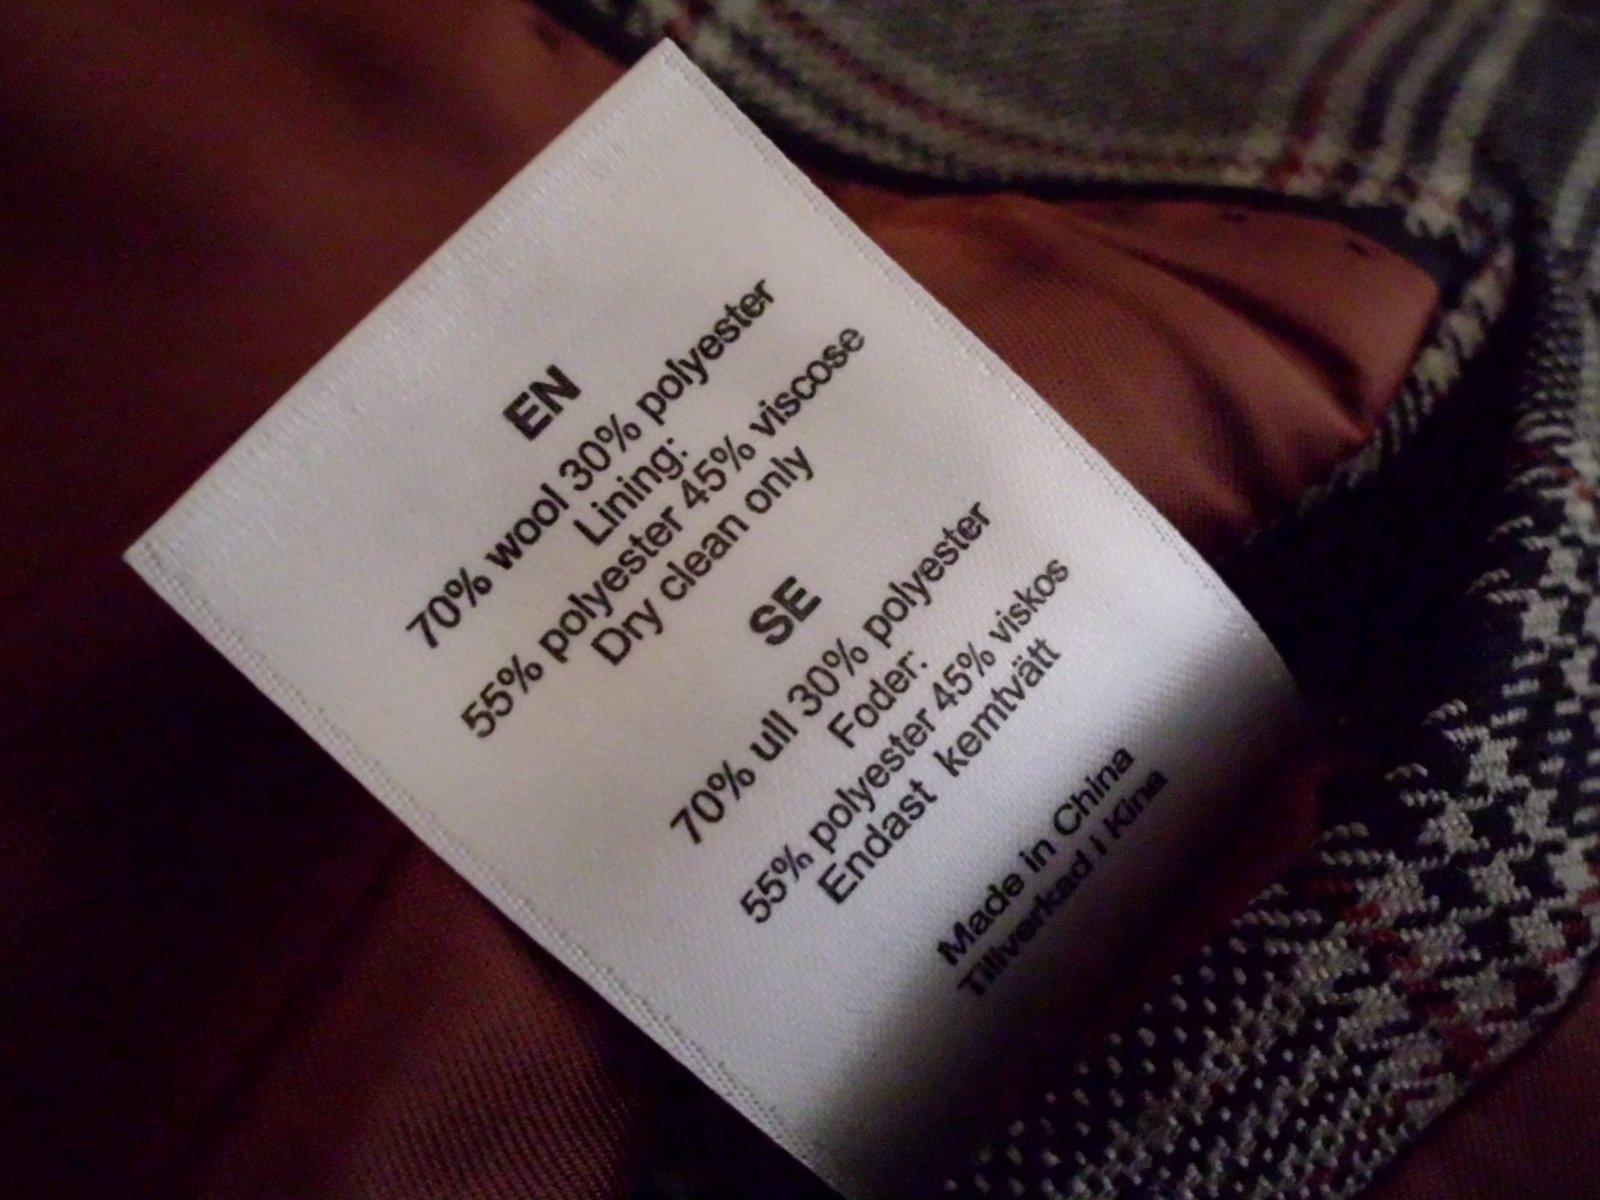 EN
70% wool 30% polyester
Lining:
55% polyester 45% viscose
Dry clean only
SE
70% ull 30% polyester
Foder:
55% polyester 45% viskos
Endast kemtvätt
Made in China
Tillverkad i Kina